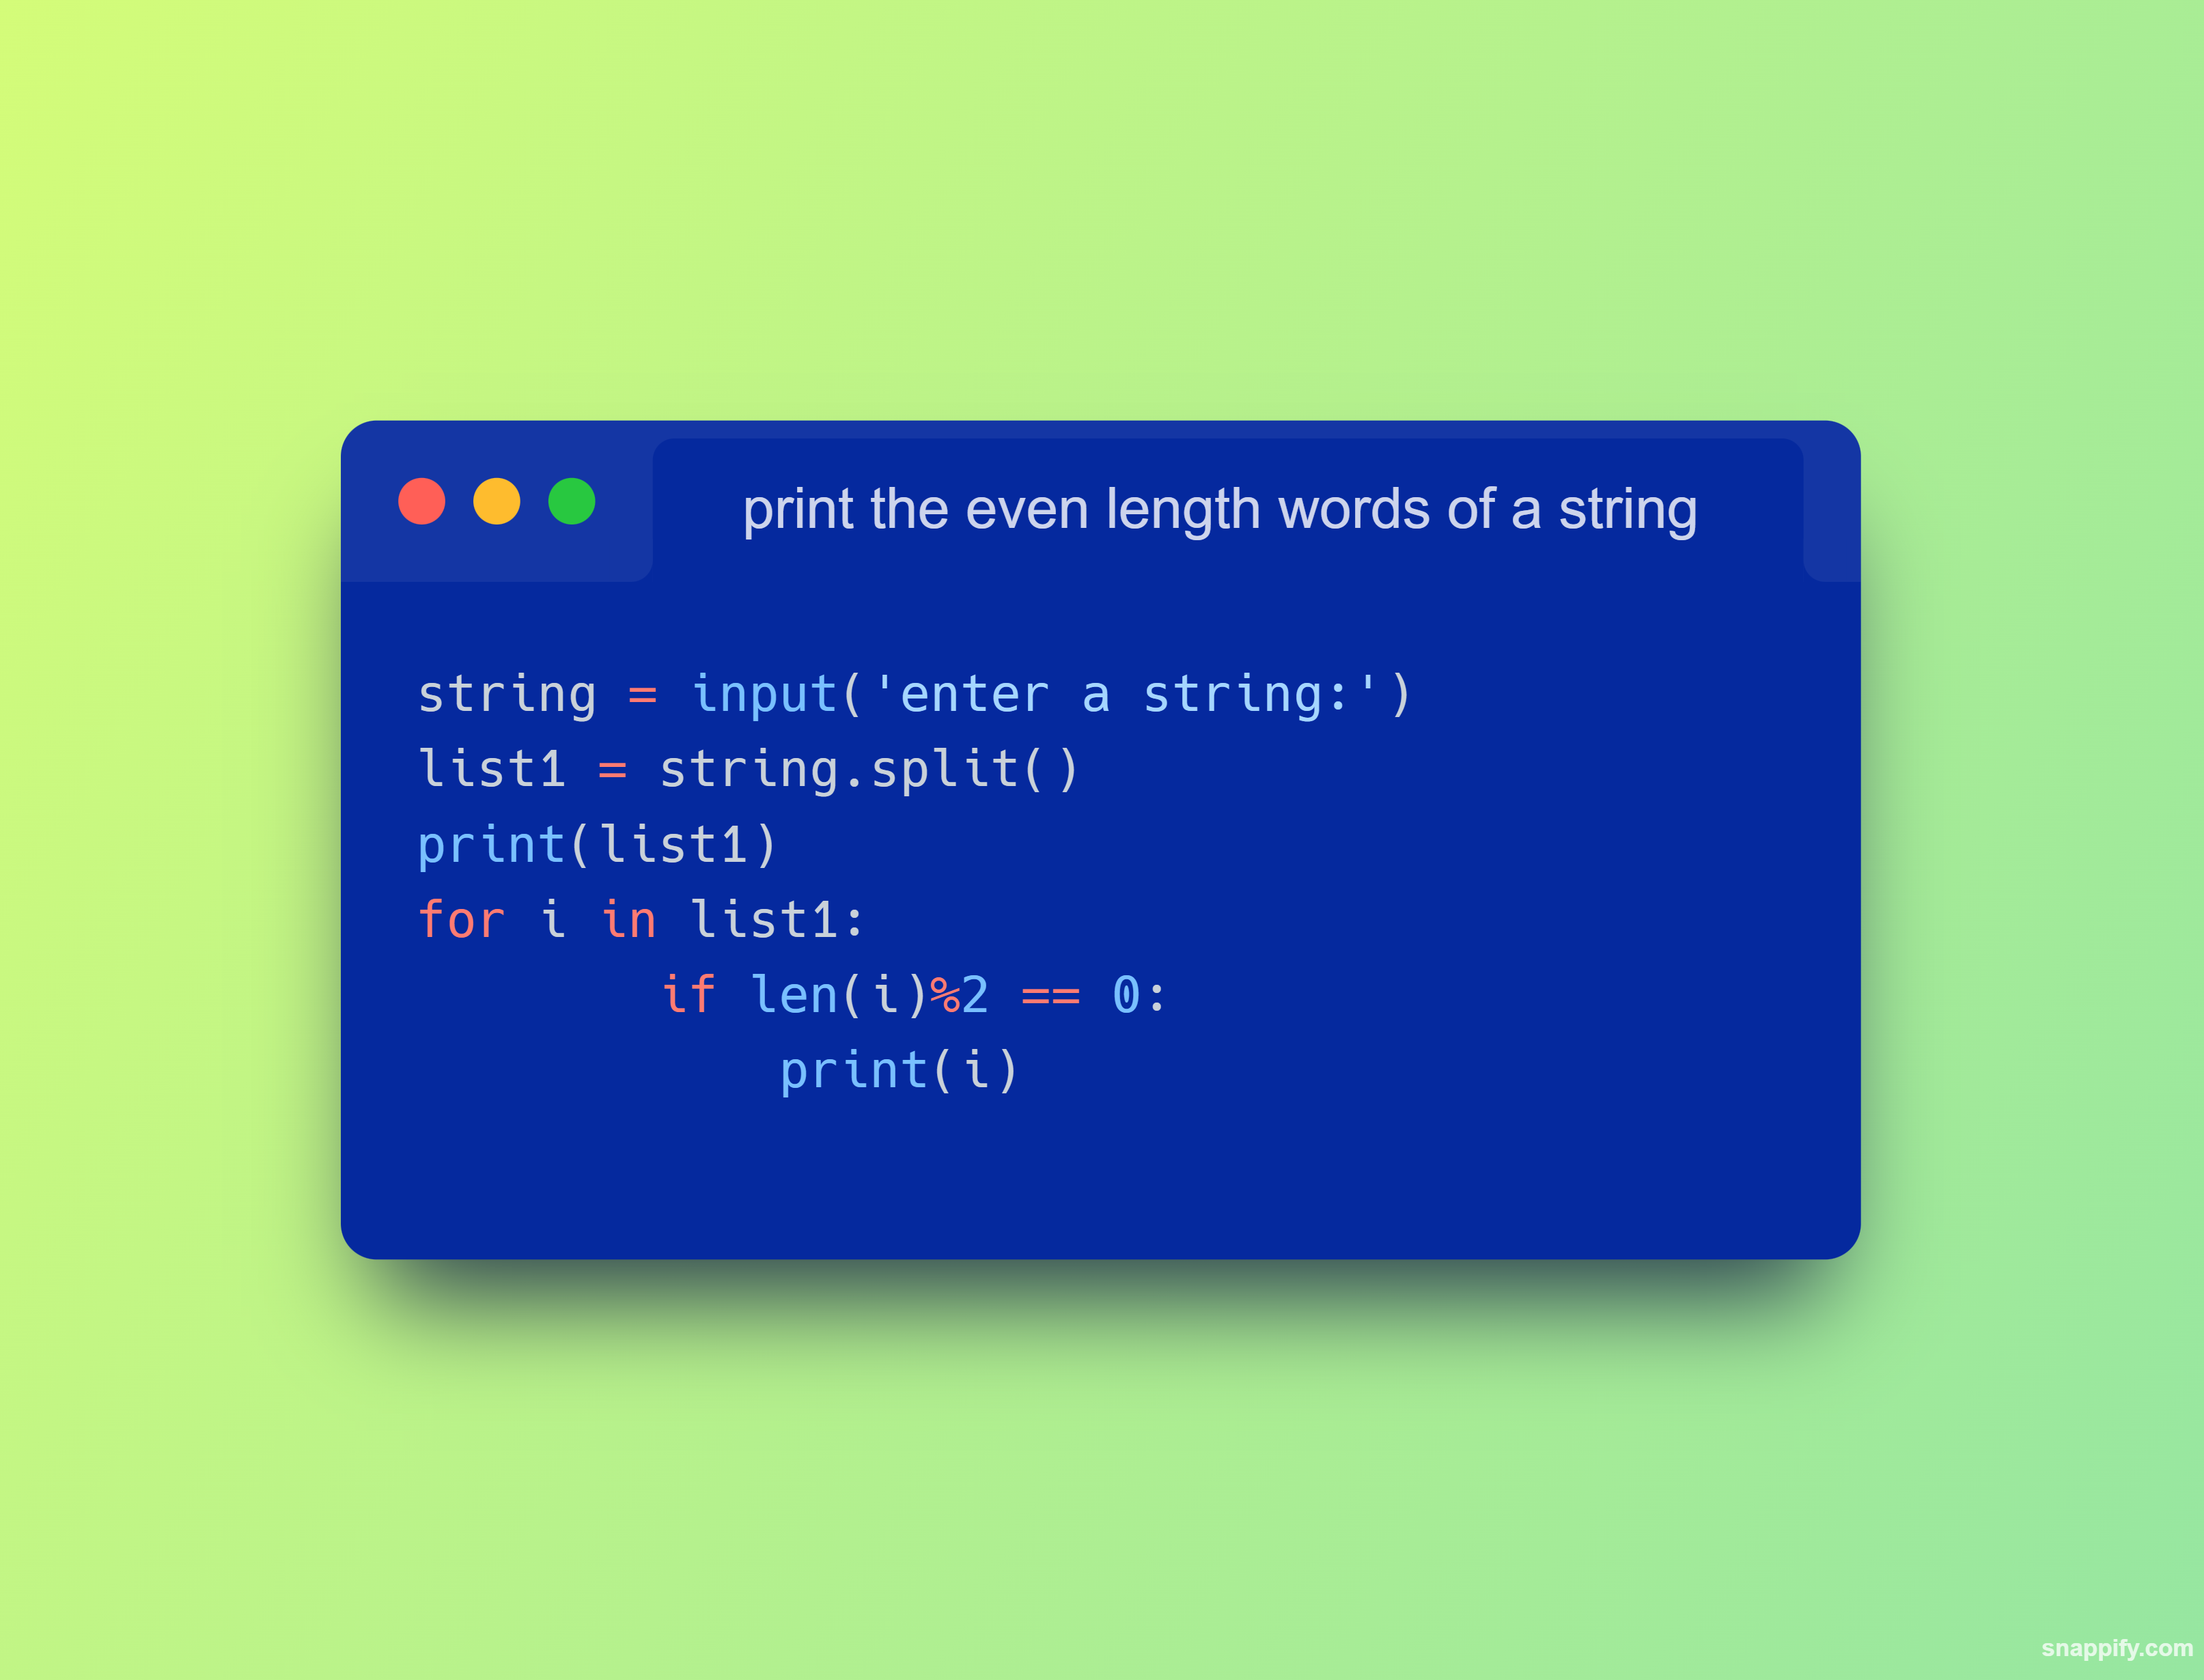 print the even length words of a string
string = input('enter a string:')
list1 = string.split()
print(list1)
for i in list1:
        if len(i)%2 == 0:
            print(i)
snappify.com